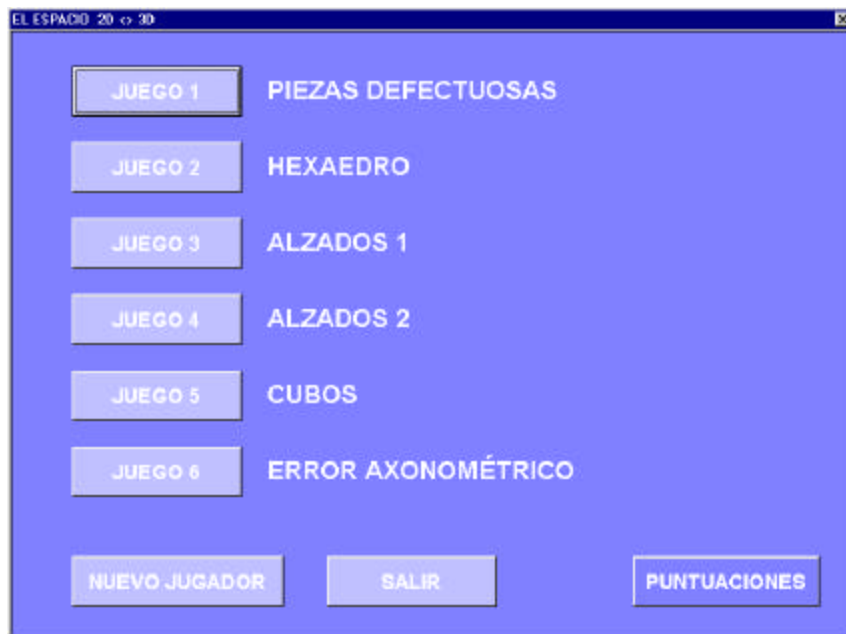 EL ESPACIO 2D <> 3D
JUEGO 1 PIEZAS DEFECTUOSAS
JUEGO 2 HEXAEDRO
JUEGO 3 ALZADOS 1
JUEGO 4 ALZADOS 2
JUEGO 5 CUBOS
JUEGO 6 ERROR AXONOMÉTRICO
NUEVO JUGADOR SALIR PUNTUACIONES